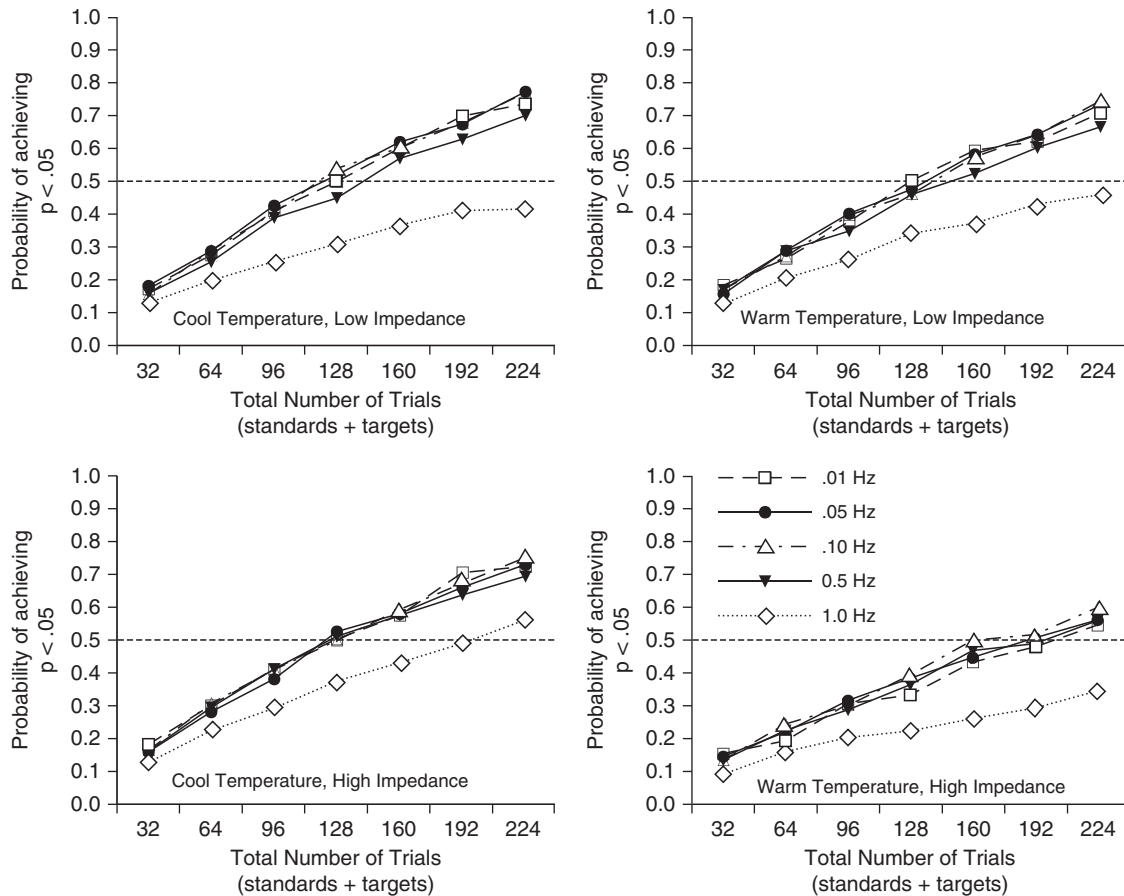 1.0
0.9
0.8
0.7
0.6
0.5
0.4
0.3
0.2
0.1
0.0
Probability of achieving
p < .05
Cool Temperature, Low Impedance
32 64 96 128 160 192 224
Total Number of Trials
(standards + targets)
1.0
0.9
0.8
0.7
0.6
0.5
0.4
0.3
0.2
0.1
0.0
Probability of achieving
p < .05
Warm Temperature, Low Impedance
32 64 96 128 160 192 224
Total Number of Trials
(standards + targets)
1.0
0.9
0.8
0.7
0.6
0.5
0.4
0.3
0.2
0.1
0.0
Probability of achieving
p < .05
Cool Temperature, High Impedance
32 64 96 128 160 192 224
Total Number of Trials
(standards + targets)
1.0
0.9
0.8
0.7
0.6
0.5
0.4
0.3
0.2
0.1
0.0
Probability of achieving
p < .05
.01 Hz
.05 Hz
.10 Hz
0.5 Hz
1.0 Hz
Warm Temperature, High Impedance
32 64 96 128 160 192 224
Total Number of Trials
(standards + targets)